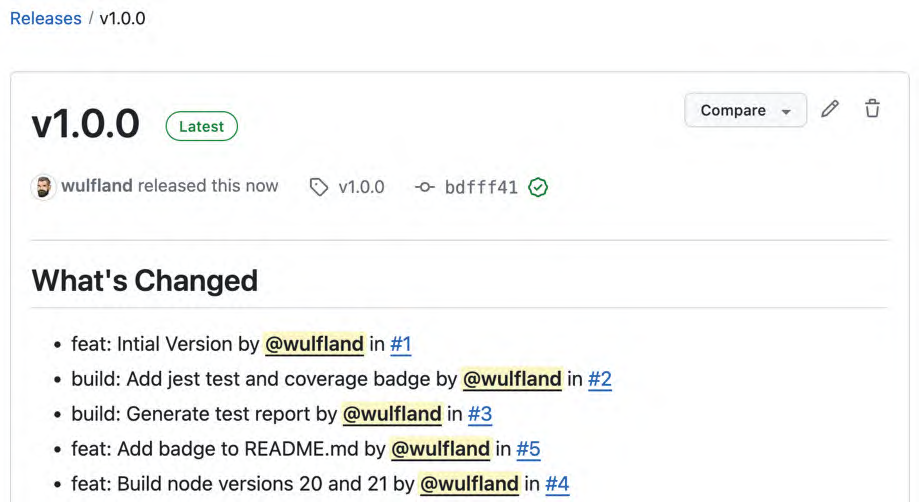 Releases / v1.0.0
v1.0.0 Latest Compare
wulfland released this now v1.0.0 bdfff41
What's Changed
• feat: Intial Version by @wulfland in #1
• build: Add jest test and coverage badge by @wulfland in #2
• build: Generate test report by @wulfland in #3
• feat: Add badge to README.md by @wulfland in #5
• feat: Build node versions 20 and 21 by @wulfland in #4